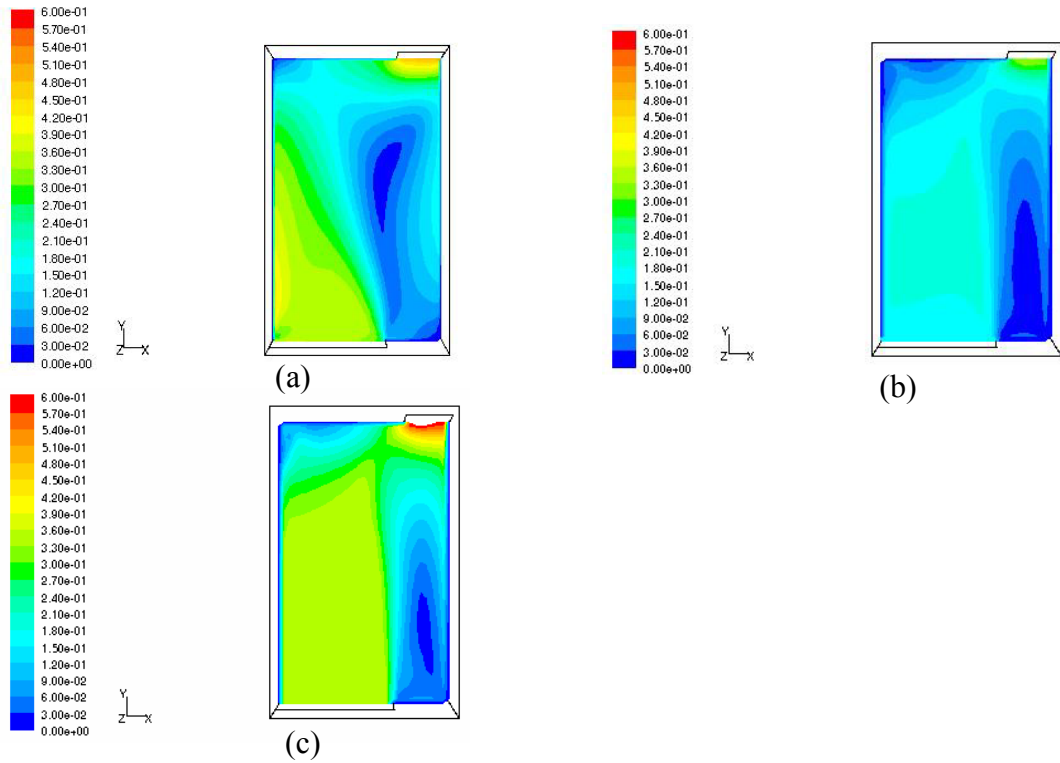 6.00e-01
5.70e-01
5.40e-01
5.10e-01
4.80e-01
4.50e-01
4.20e-01
3.90e-01
3.60e-01
3.30e-01
3.00e-01
2.70e-01
2.40e-01
2.10e-01
1.80e-01
1.50e-01
1.20e-01
9.00e-02
6.00e-02
3.00e-02
0.00e+00
Y
Z X
(a)
6.00e-01
5.70e-01
5.40e-01
5.10e-01
4.80e-01
4.50e-01
4.20e-01
3.90e-01
3.60e-01
3.30e-01
3.00e-01
2.70e-01
2.40e-01
2.10e-01
1.80e-01
1.50e-01
1.20e-01
9.00e-02
6.00e-02
3.00e-02
0.00e+00
Y
Z X
(b)
6.00e-01
5.70e-01
5.40e-01
5.10e-01
4.80e-01
4.50e-01
4.20e-01
3.90e-01
3.60e-01
3.30e-01
3.00e-01
2.70e-01
2.40e-01
2.10e-01
1.80e-01
1.50e-01
1.20e-01
9.00e-02
6.00e-02
3.00e-02
0.00e+00
Y
Z X
(c)